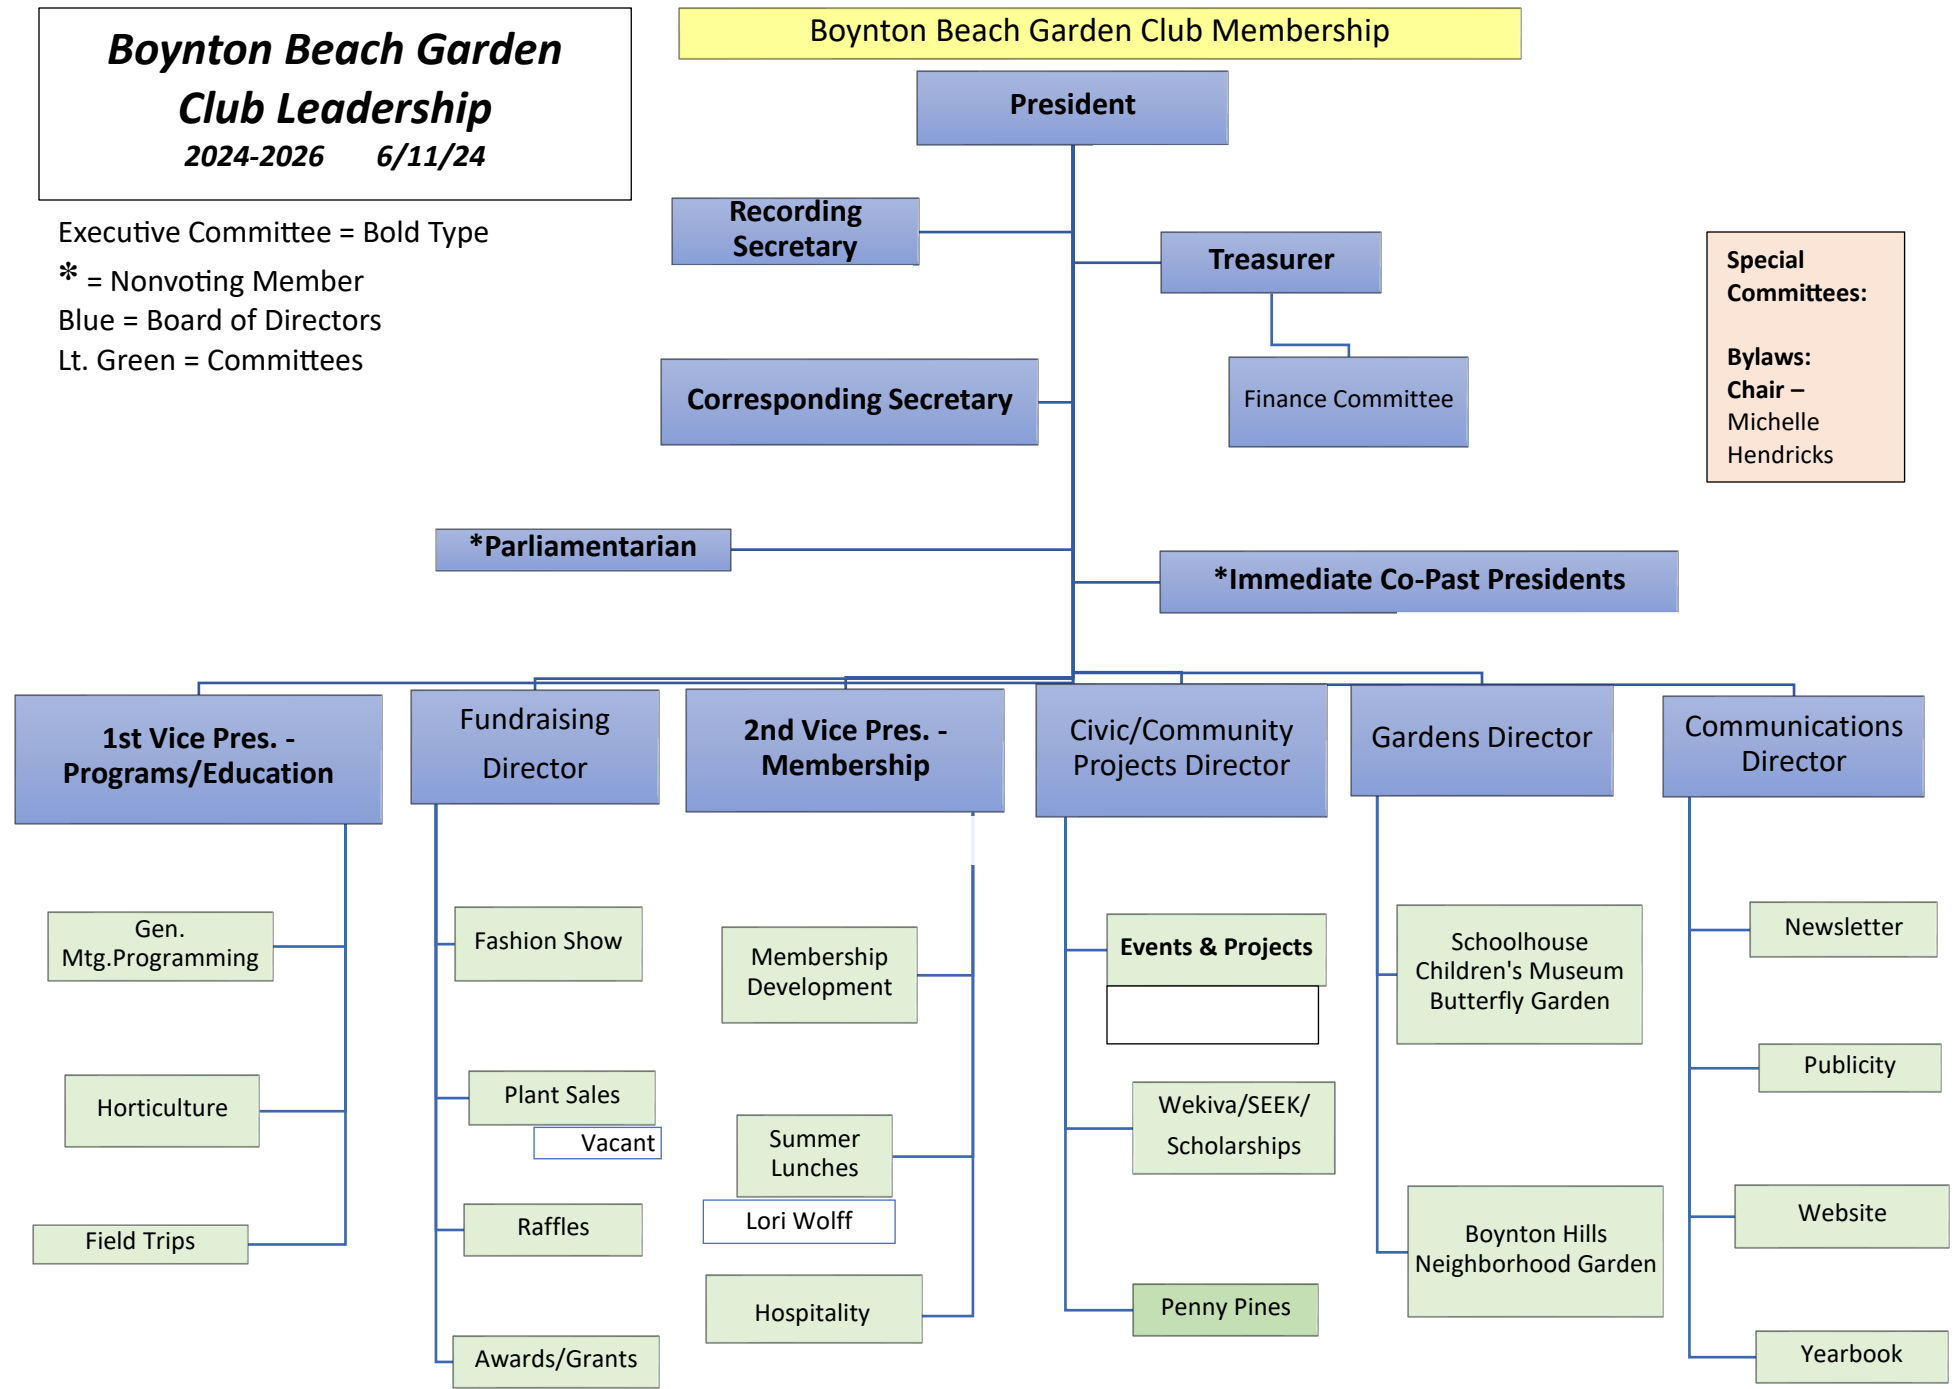 Boynton Beach Garden
Club Leadership
2024-2026 6/11/24
Boynton Beach Garden Club Membership
Executive Committee = Bold Type
* = Nonvoting Member
Blue = Board of Directors
Lt. Green = Committees
President
Recording
Secretary
Treasurer
Corresponding Secretary
Finance Committee
Special
Committees:
Bylaws:
Chair –
Michelle
Hendricks
*Parliamentarian
*Immediate Co-Past Presidents
1st Vice Pres. -
Programs/Education
Gen.
Mtg.Programming
Horticulture
Field Trips
Fundraising
Director
Fashion Show
Plant Sales
Vacant
Raffles
Awards/Grants
2nd Vice Pres. -
Membership
Membership
Development
Summer
Lunches
Lori Wolff
Hospitality
Civic/Community
Projects Director
Events & Projects
Wekiva/SEEK/
Scholarships
Penny Pines
Gardens Director
Schoolhouse
Children's Museum
Butterfly Garden
Boynton Hills
Neighborhood Garden
Communications
Director
Newsletter
Publicity
Website
Yearbook